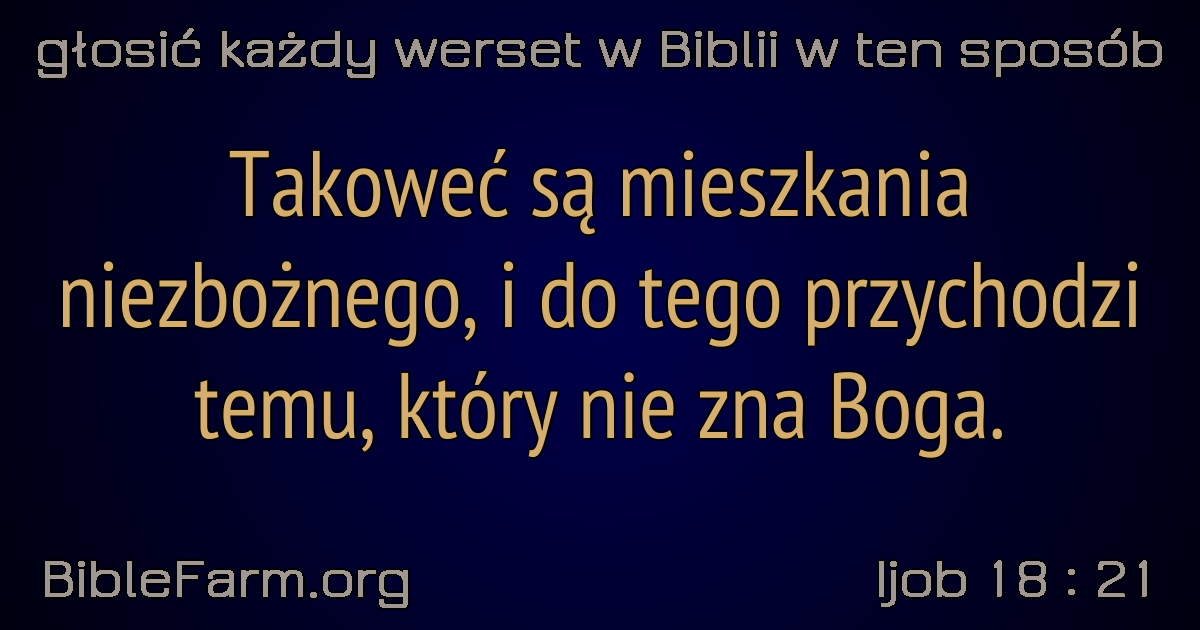 głosić każdy werset w Biblii w ten sposób
Takoweć są mieszkania
niezbożnego, i do tego przychodzi
temu, który nie zna Boga.
BibleFarm.org
Ijob 18 : 21